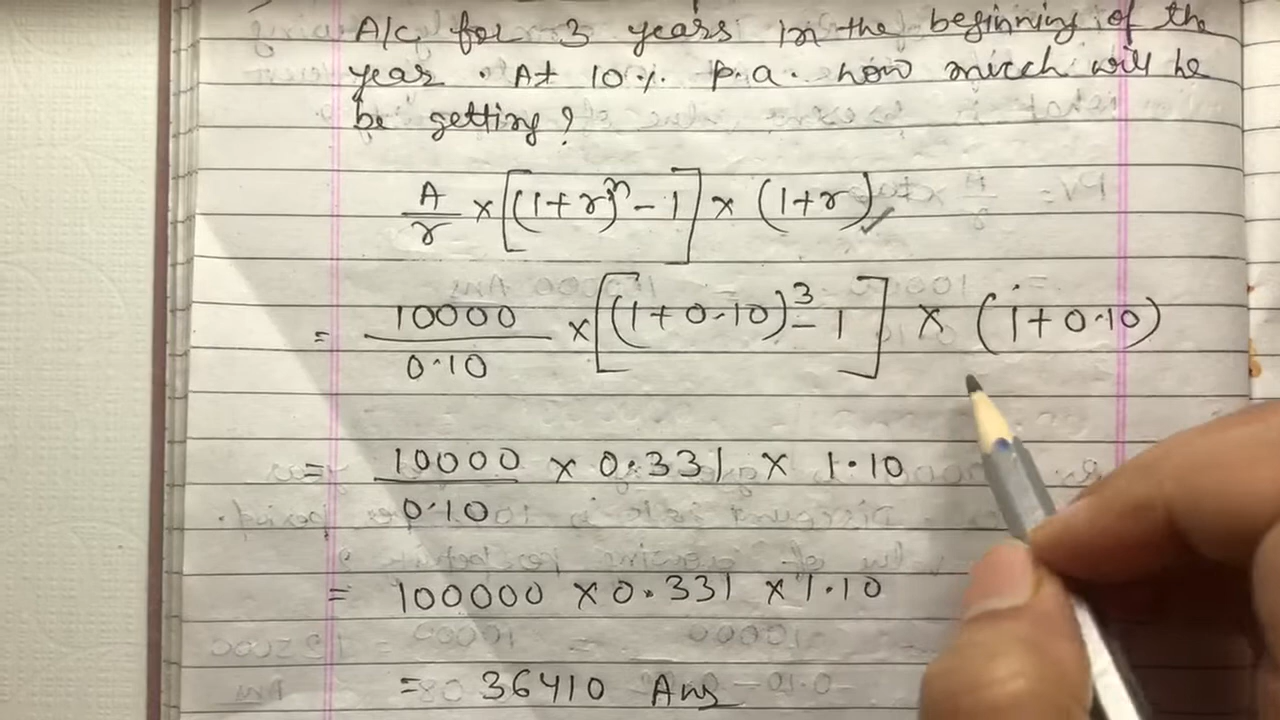 A/c for 3 years in the beginning of the
year. At 10% p.a. how much will he
be getting?
A/r × [(1+r)^n - 1] × (1+r) ✓
= 10000/0.10 × [(1+0.10)^3 - 1] × (1+0.10)
= 10000/0.10 × 0.331 × 1.10
= 100000 × 0.331 × 1.10
= 36410 Ans